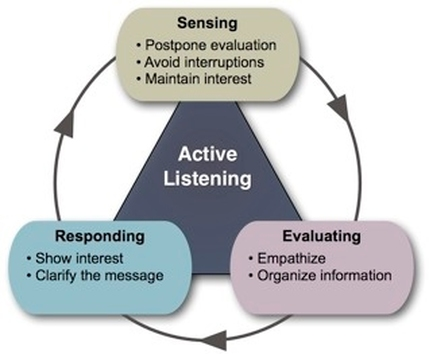 Sensing
• Postpone evaluation
• Avoid interruptions
• Maintain interest
Active
Listening
Responding
• Show interest
• Clarify the message
Evaluating
• Empathize
• Organize information